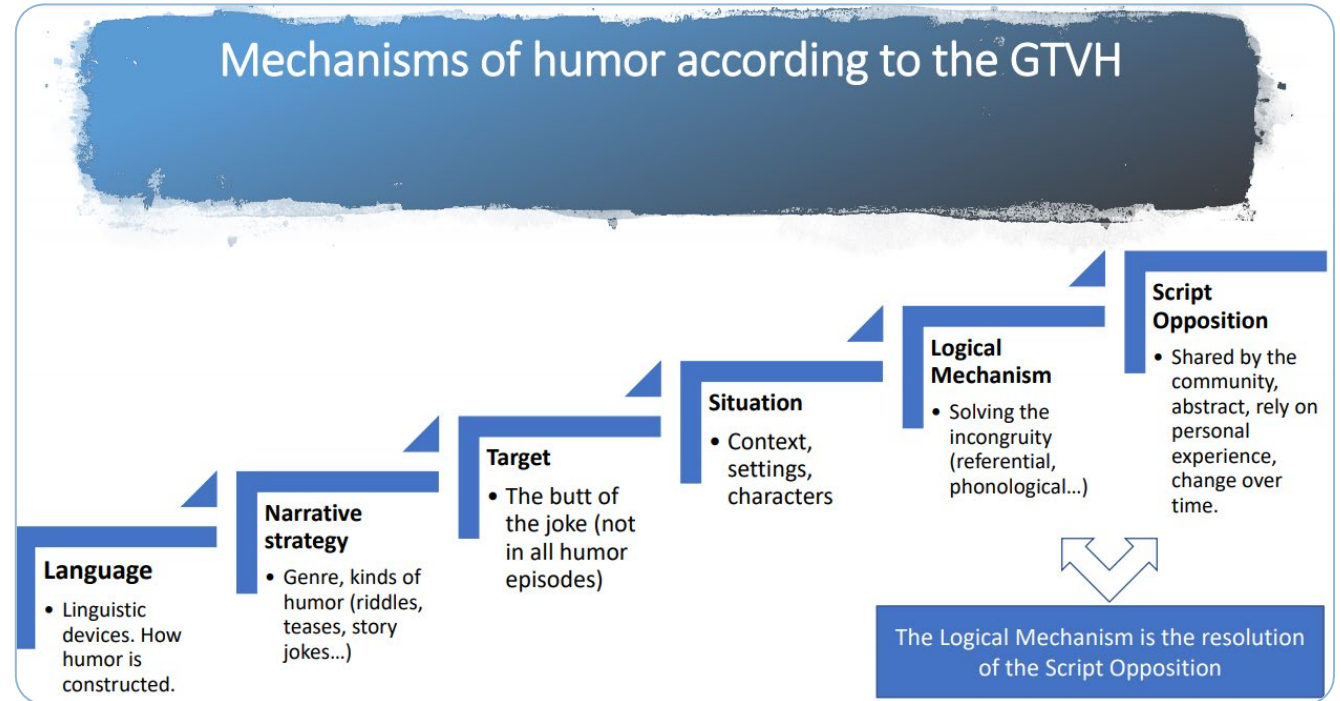 Mechanisms of humor according to the GTVH
Language
• Linguistic
devices. How
humor is
constructed.
Narrative
strategy
• Genre, kinds of
humor (riddles,
teases, story
jokes…)
Target
• The butt of
the joke (not
in all humor
episodes)
Situation
• Context,
settings,
characters
Logical
Mechanism
• Solving the
incongruity
(referential,
phonological…)
Script
Opposition
• Shared by the
community,
abstract, rely on
personal
experience,
change over
time.
The Logical Mechanism is the resolution
of the Script Opposition